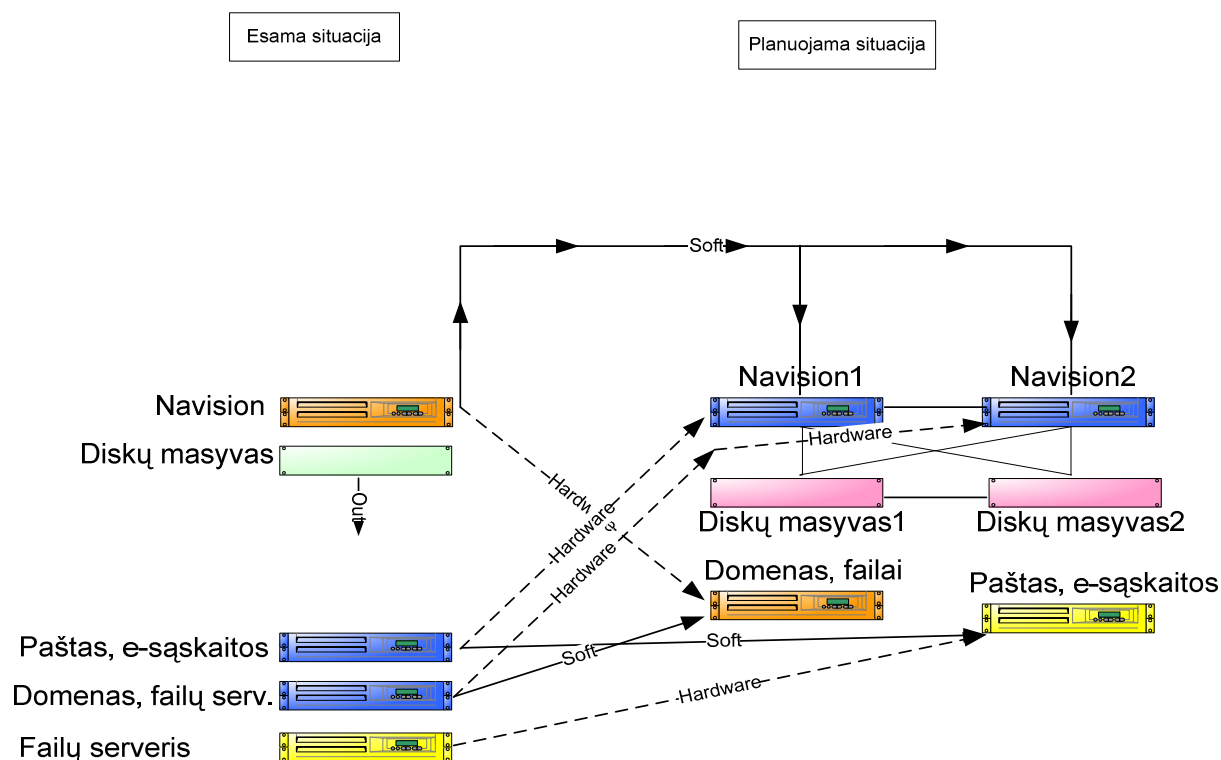 Esama situacija
Planuojama situacija
Soft
Navision1
Navision2
Navision
Hardware
Diskų masyvas
Out
Hardware
Diskų masyvas1
Diskų masyvas2
Hardware
Domenas, failai
Paštas, e-sąskaitos
Paštas, e-sąskaitos
Soft
Soft
Domenas, failų serv.
Hardware
Failų serveris